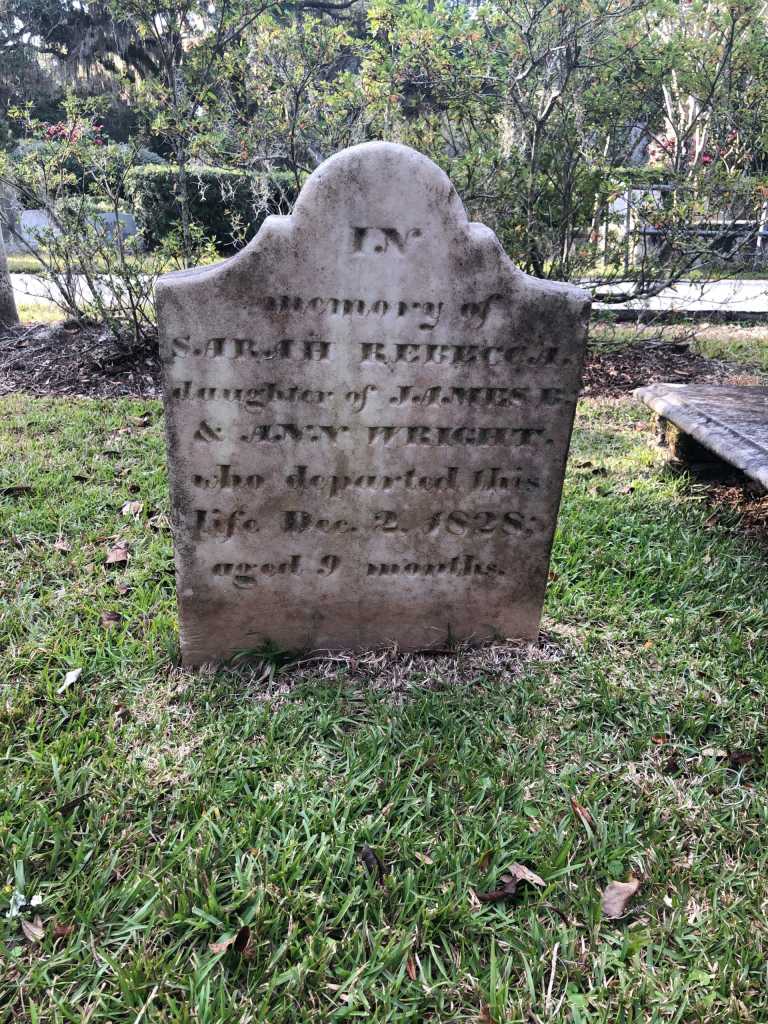 IN
memory of
SARAH REBECCA.
daughter of JAMES E.
& ANN WRIGHT.
who departed this
life Dec. 2. 1828;
aged 9 months.